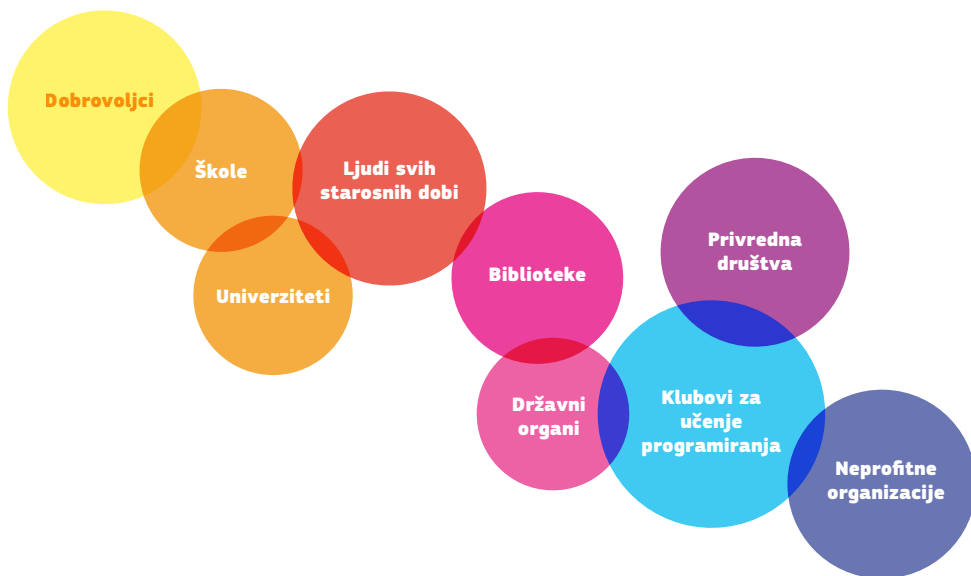 Dobrovoljci
Škole
Ljudi svih
starosnih dobi
Univerziteti
Biblioteke
Privredna
društva
Državni
organi
Klubovi za
učenje
programiranja
Neprofitne
organizacije